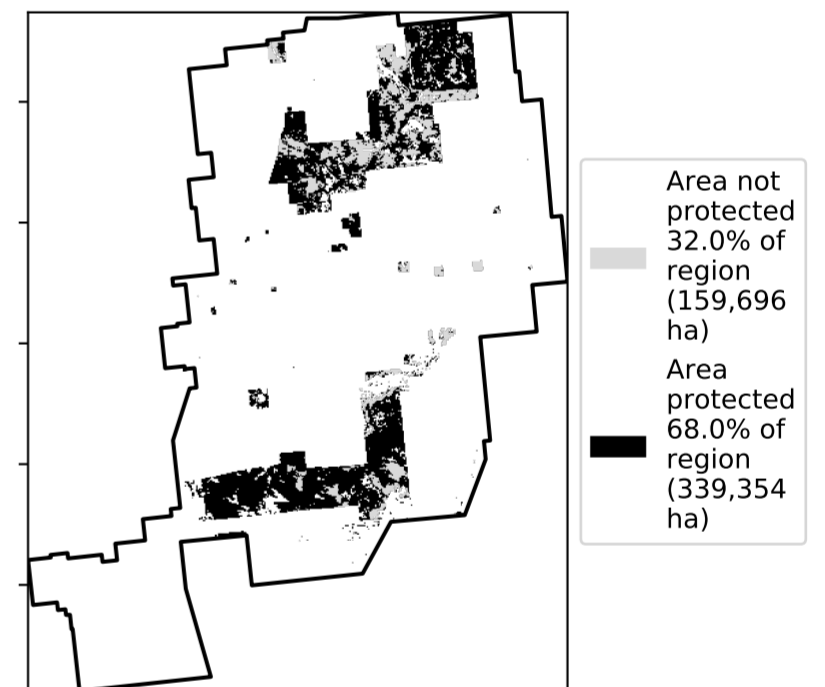 Area not
protected
32.0% of
region
(159,696
ha)
Area
protected
68.0% of
region
(339,354
ha)